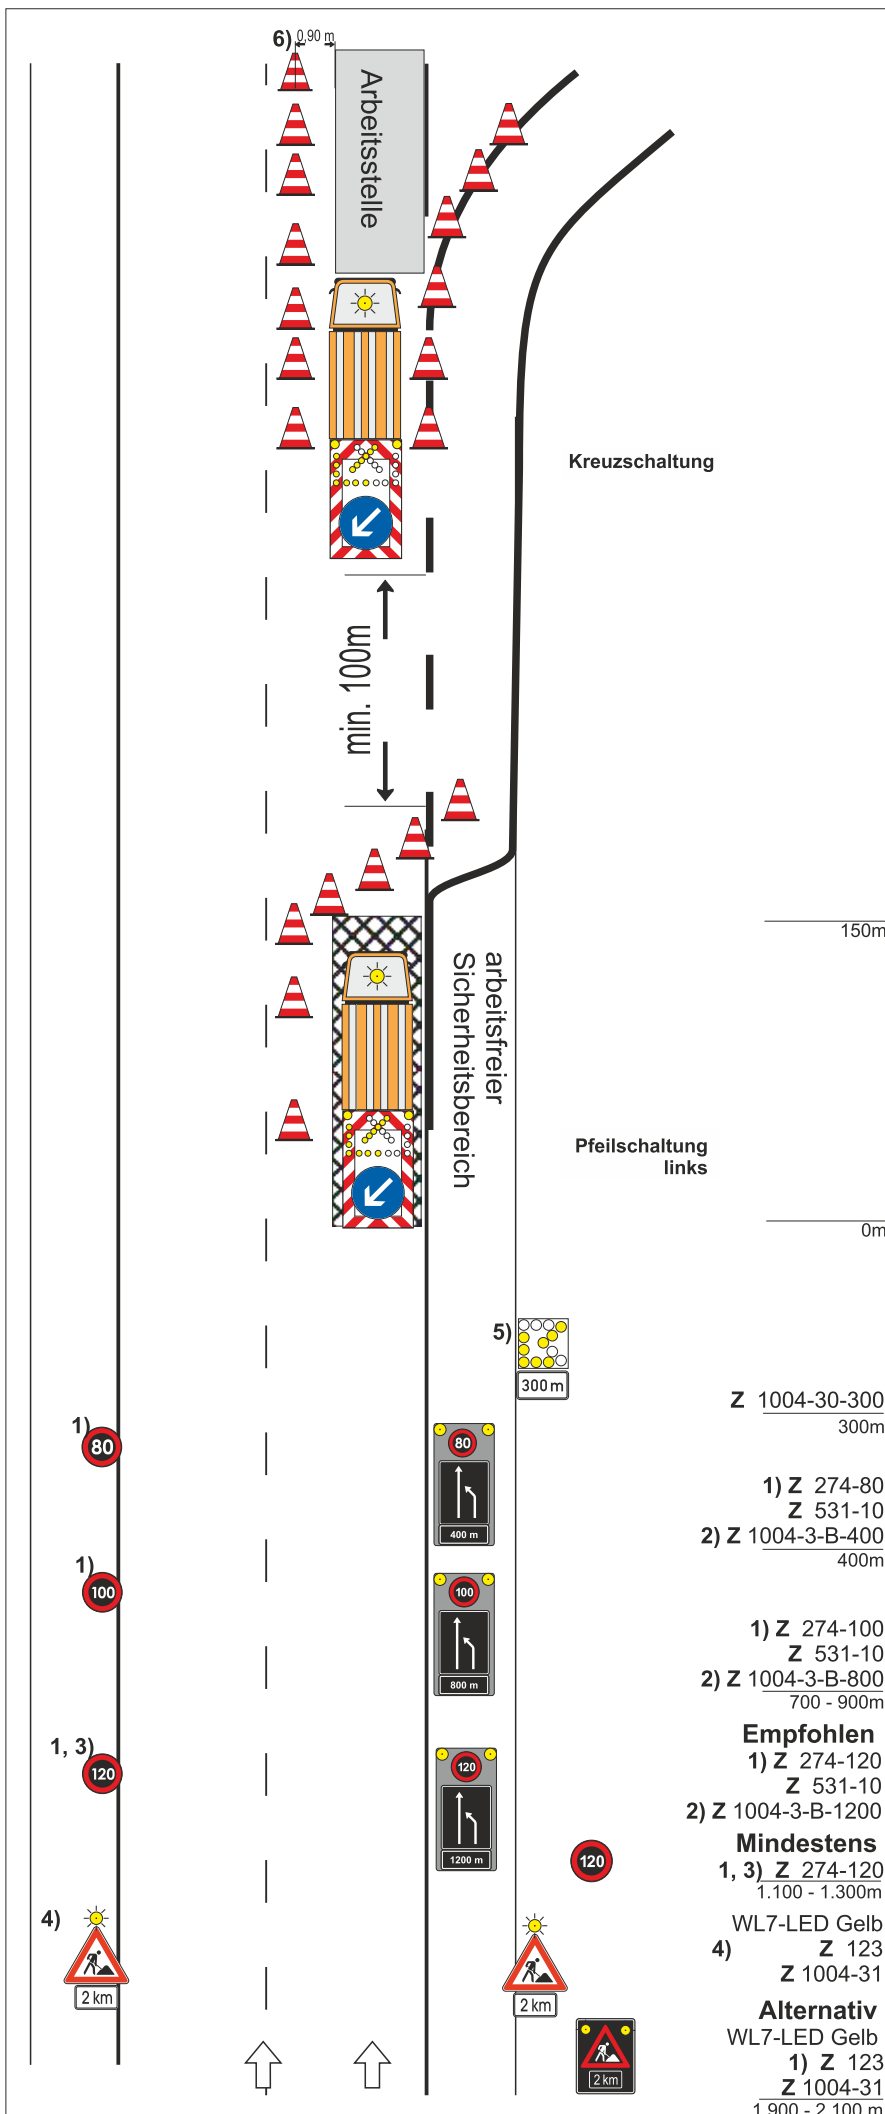 6) 0,90 m
Arbeitsstelle
Kreuzschaltung
min. 100m
150m
arbeitsfreier
Sicherheitsbereich
Pfeilschaltung
links
0m
5)
300 m
Z 1004-30-300
300m
1)
80
80
400 m
1) Z 274-80
Z 531-10
2) Z 1004-3-B-400
400m
1)
100
100
800 m
1) Z 274-100
Z 531-10
2) Z 1004-3-B-800
700 - 900m
1, 3)
120
120
1200 m
Empfohlen
1) Z 274-120
Z 531-10
2) Z 1004-3-B-1200
Mindestens
120
1, 3) Z 274-120
1.100 - 1.300m
4)
2 km
2 km
WL7-LED Gelb
4) Z 123
Z 1004-31
Alternativ
WL7-LED Gelb
2 km
1) Z 123
Z 1004-31
1.900 - 2.100 m